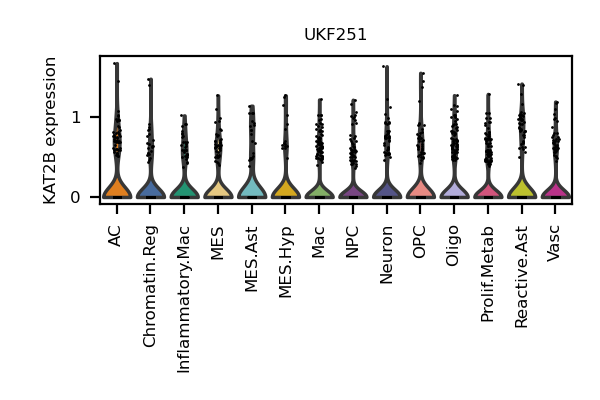 UKF251
KAT2B expression
1
0
AC
Chromatin.Reg
Inflammatory.Mac
MES
MES.Ast
MES.Hyp
Mac
NPC
Neuron
OPC
Oligo
Prolif.Metab
Reactive.Ast
Vasc